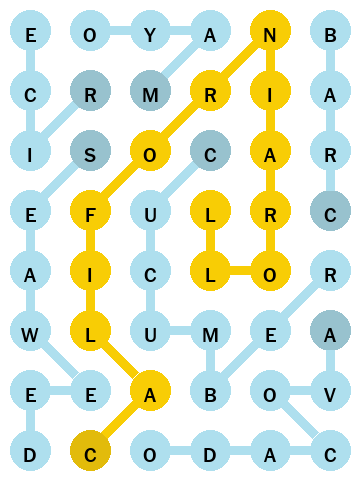 E O Y A N B
C R M R I A
I S O C A R
E F U L R C
A I C L O R
W L U M E A
E E A B O V
D C O D A C